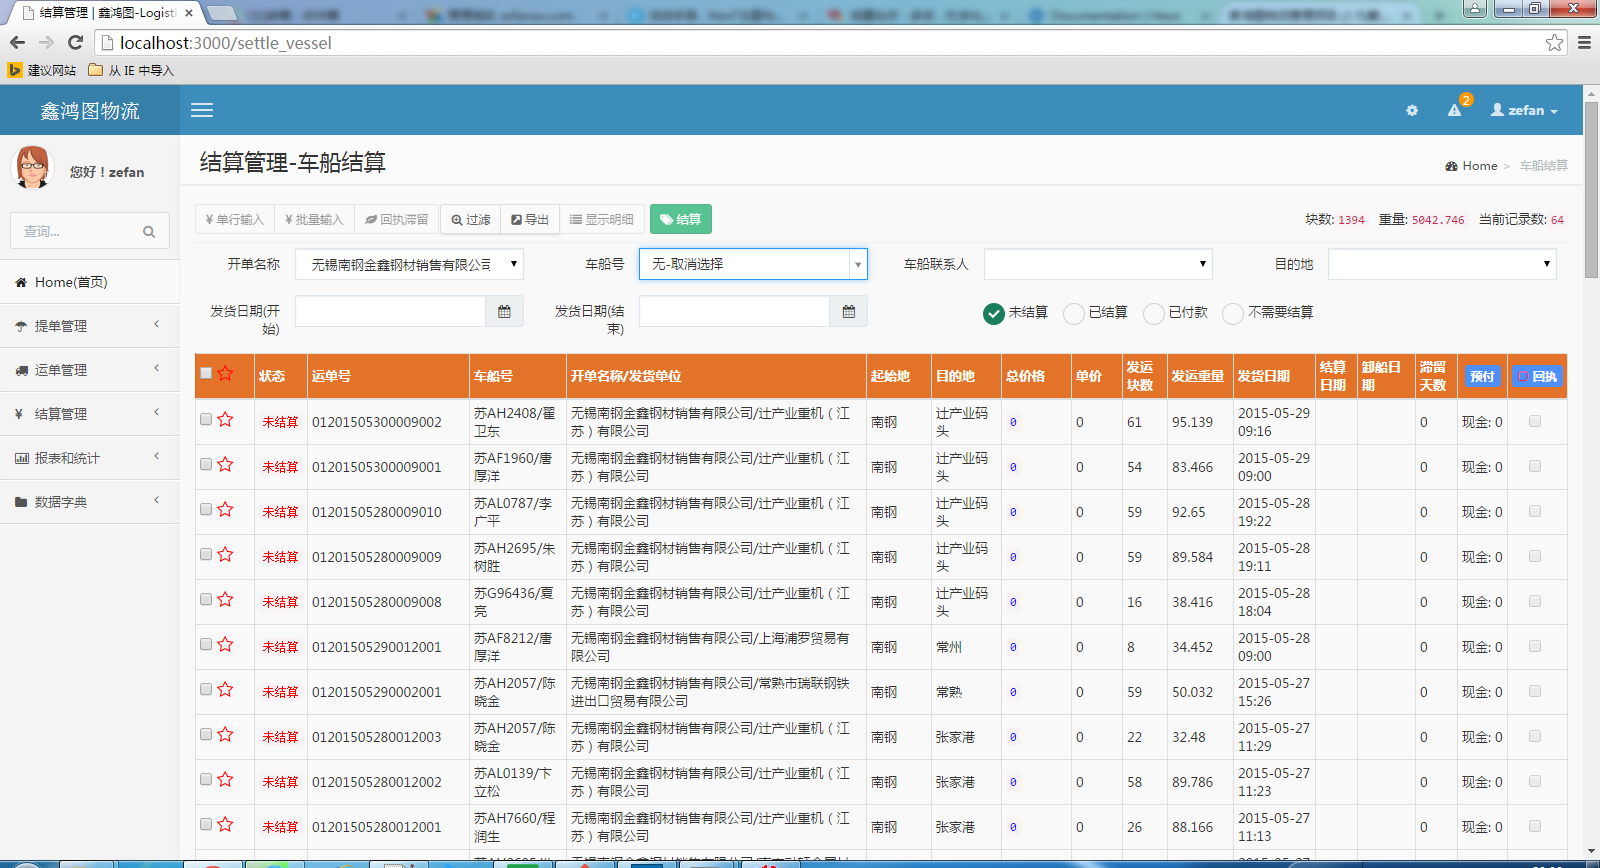 结算管理 | 鑫鸿图-Logisti
localhost:3000/settle_vessel
建议网站 从 IE 中导入
鑫鸿图物流
2
zefan
您好！zefan
查询...
Home(首页)
提单管理
运单管理
¥ 结算管理
报表和统计
数据字典
结算管理-车船结算
Home > 车船结算
¥ 单行输入 ¥ 批量输入 回执滞留 过滤 导出 显示明细 结算
块数: 1394 重量: 5042.746 当前记录数: 64
开单名称 无锡南钢金鑫钢材销售有限公司 车船号 无-取消选择 车船联系人 目的地
发货日期(开始) 发货日期(结束) 未结算 已结算 已付款 不需要结算
状态 运单号 车船号 开单名称/发货单位 起始地 目的地 总价格 单价 发运块数 发运重量 发货日期 结算日期 卸船日期 滞留天数 预付 回执
未结算 01201505300009002 苏AH2408/翟卫东 无锡南钢金鑫钢材销售有限公司/辻产业重机（江苏）有限公司 南钢 辻产业码头 0 0 61 95.139 2015-05-29 09:16 0 现金: 0
未结算 01201505300009001 苏AF1960/唐厚洋 无锡南钢金鑫钢材销售有限公司/辻产业重机（江苏）有限公司 南钢 辻产业码头 0 0 54 83.466 2015-05-29 09:00 0 现金: 0
未结算 01201505280009010 苏AL0787/李广平 无锡南钢金鑫钢材销售有限公司/辻产业重机（江苏）有限公司 南钢 辻产业码头 0 0 59 92.65 2015-05-28 19:22 0 现金: 0
未结算 01201505280009009 苏AH2695/朱树胜 无锡南钢金鑫钢材销售有限公司/辻产业重机（江苏）有限公司 南钢 辻产业码头 0 0 59 89.584 2015-05-28 19:11 0 现金: 0
未结算 01201505280009008 苏G96436/夏亮 无锡南钢金鑫钢材销售有限公司/辻产业重机（江苏）有限公司 南钢 辻产业码头 0 0 16 38.416 2015-05-28 18:04 0 现金: 0
未结算 01201505290012001 苏AF8212/唐厚洋 无锡南钢金鑫钢材销售有限公司/上海浦罗贸易有限公司 南钢 常州 0 0 8 34.452 2015-05-28 09:00 0 现金: 0
未结算 01201505290002001 苏AH2057/陈晓金 无锡南钢金鑫钢材销售有限公司/常熟市瑞联钢铁进出口贸易有限公司 南钢 常熟 0 0 59 50.032 2015-05-27 15:26 0 现金: 0
未结算 01201505280012003 苏AH2057/陈晓金 无锡南钢金鑫钢材销售有限公司/辻产业重机（江苏）有限公司 南钢 张家港 0 0 22 32.48 2015-05-27 11:29 0 现金: 0
未结算 01201505280012002 苏AL0139/卞立松 无锡南钢金鑫钢材销售有限公司/辻产业重机（江苏）有限公司 南钢 张家港 0 0 58 89.786 2015-05-27 11:23 0 现金: 0
未结算 01201505280012001 苏AH7660/程润生 无锡南钢金鑫钢材销售有限公司/辻产业重机（江苏）有限公司 南钢 张家港 0 0 26 88.166 2015-05-27 11:13 0 现金: 0